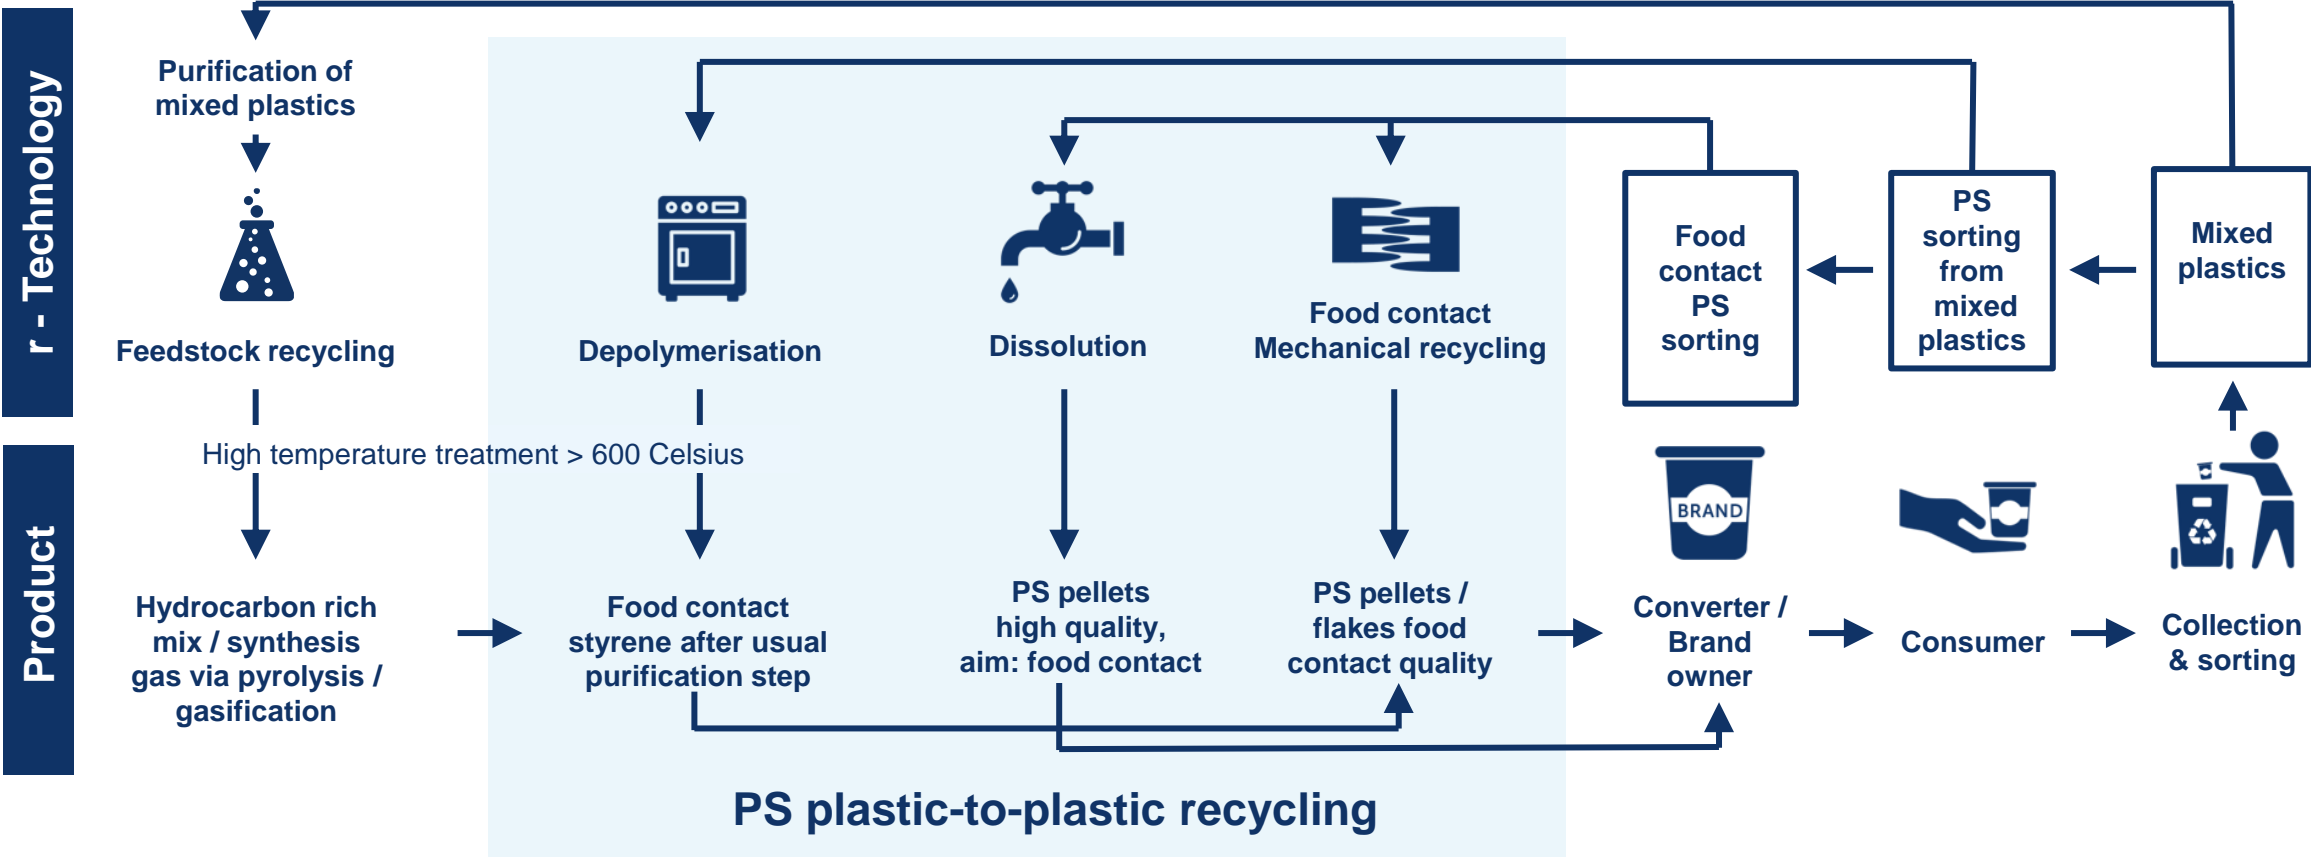 r - Technology
Purification of
mixed plastics
Feedstock recycling
Depolymerisation
Dissolution
Food contact
Mechanical recycling
Food
contact
PS
sorting
PS
sorting
from
mixed
plastics
Mixed
plastics
High temperature treatment > 600 Celsius
Product
Hydrocarbon rich
mix / synthesis
gas via pyrolysis /
gasification
Food contact
styrene after usual
purification step
PS pellets
high quality,
aim: food contact
PS pellets /
flakes food
contact quality
BRAND
Converter /
Brand
owner
Consumer
Collection
& sorting
PS plastic-to-plastic recycling